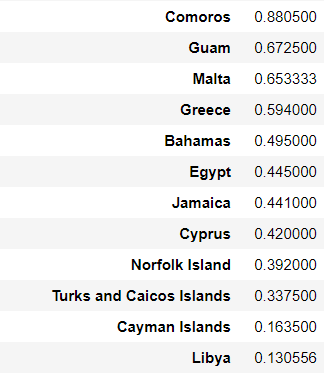 Comoros 0.880500
Guam 0.672500
Malta 0.653333
Greece 0.594000
Bahamas 0.495000
Egypt 0.445000
Jamaica 0.441000
Cyprus 0.420000
Norfolk Island 0.392000
Turks and Caicos Islands 0.337500
Cayman Islands 0.163500
Libya 0.130556